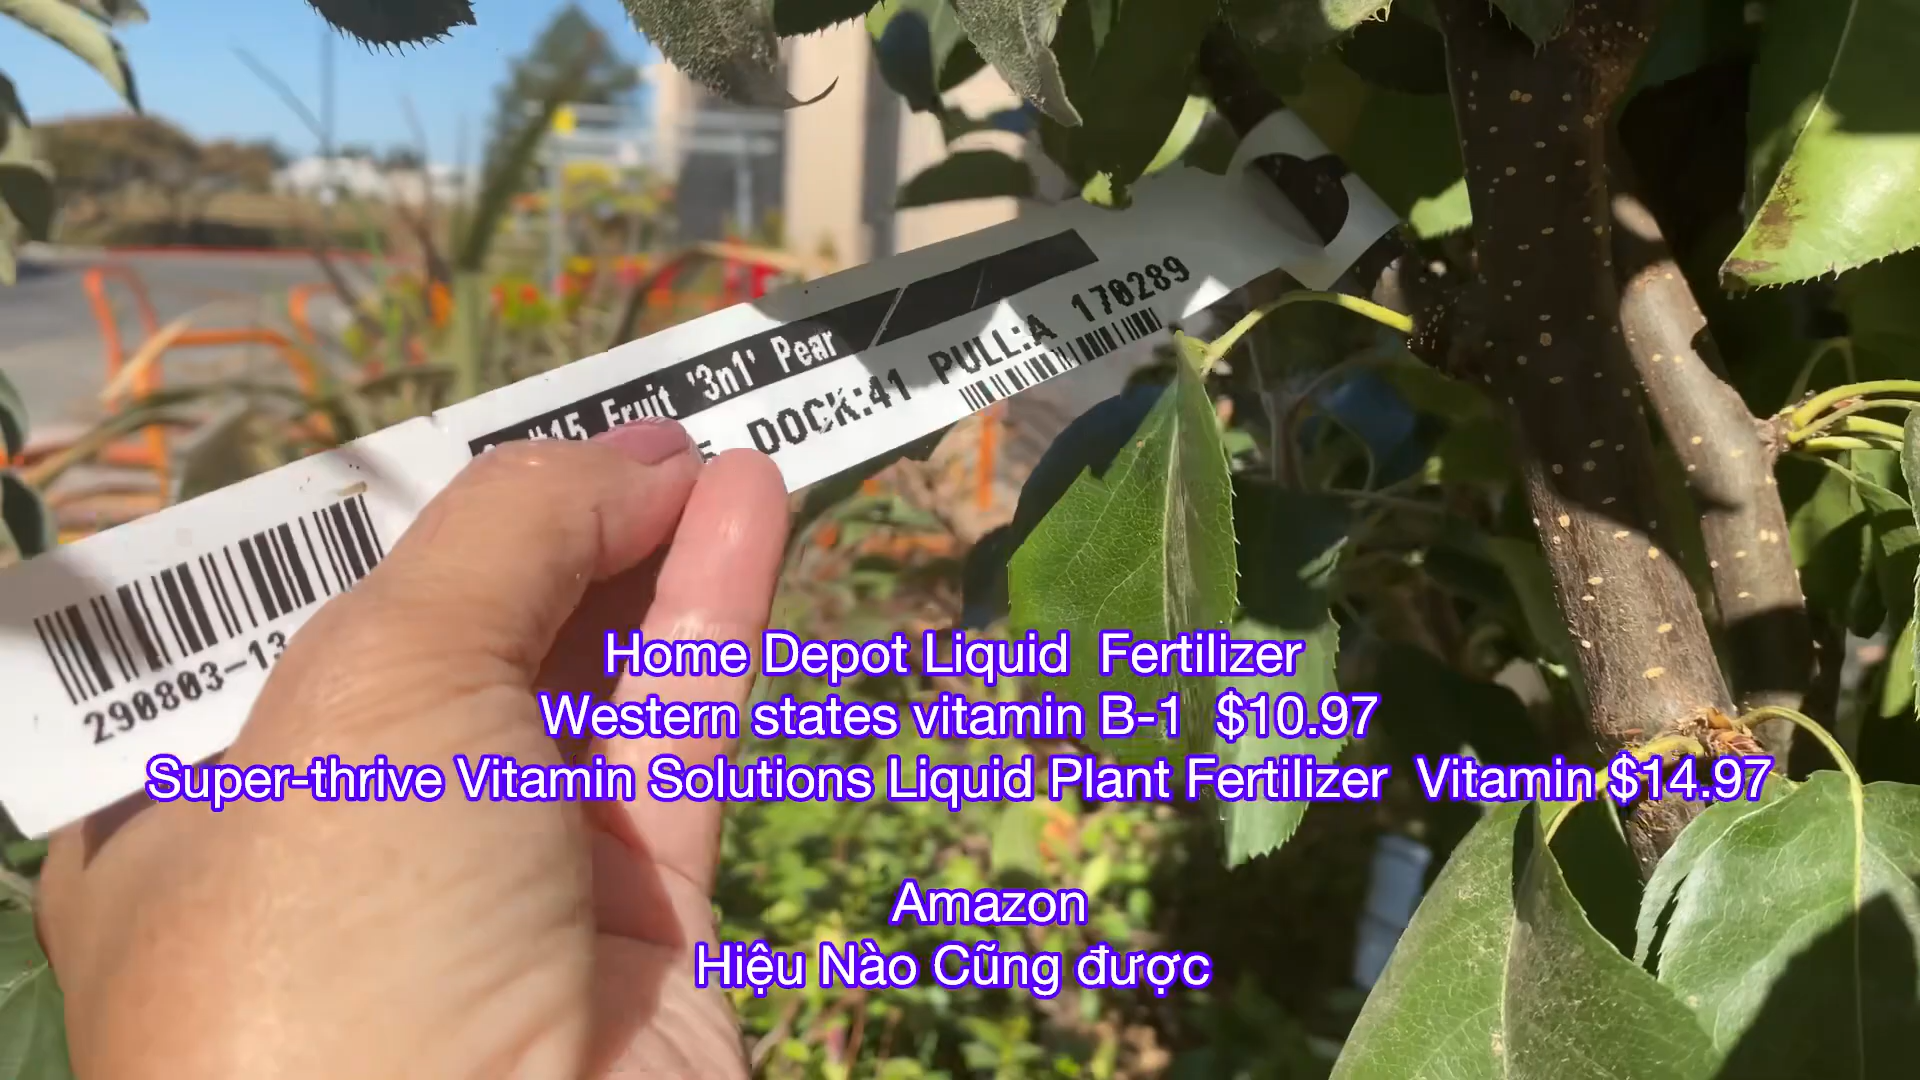 #15 Fruit '3n1' Pear
DOCK:41 PULL:A 170289
290803-13
Home Depot Liquid Fertilizer
Western states vitamin B-1 $10.97
Super-thrive Vitamin Solutions Liquid Plant Fertilizer Vitamin $14.97
Amazon
Hiệu Nào Cũng được